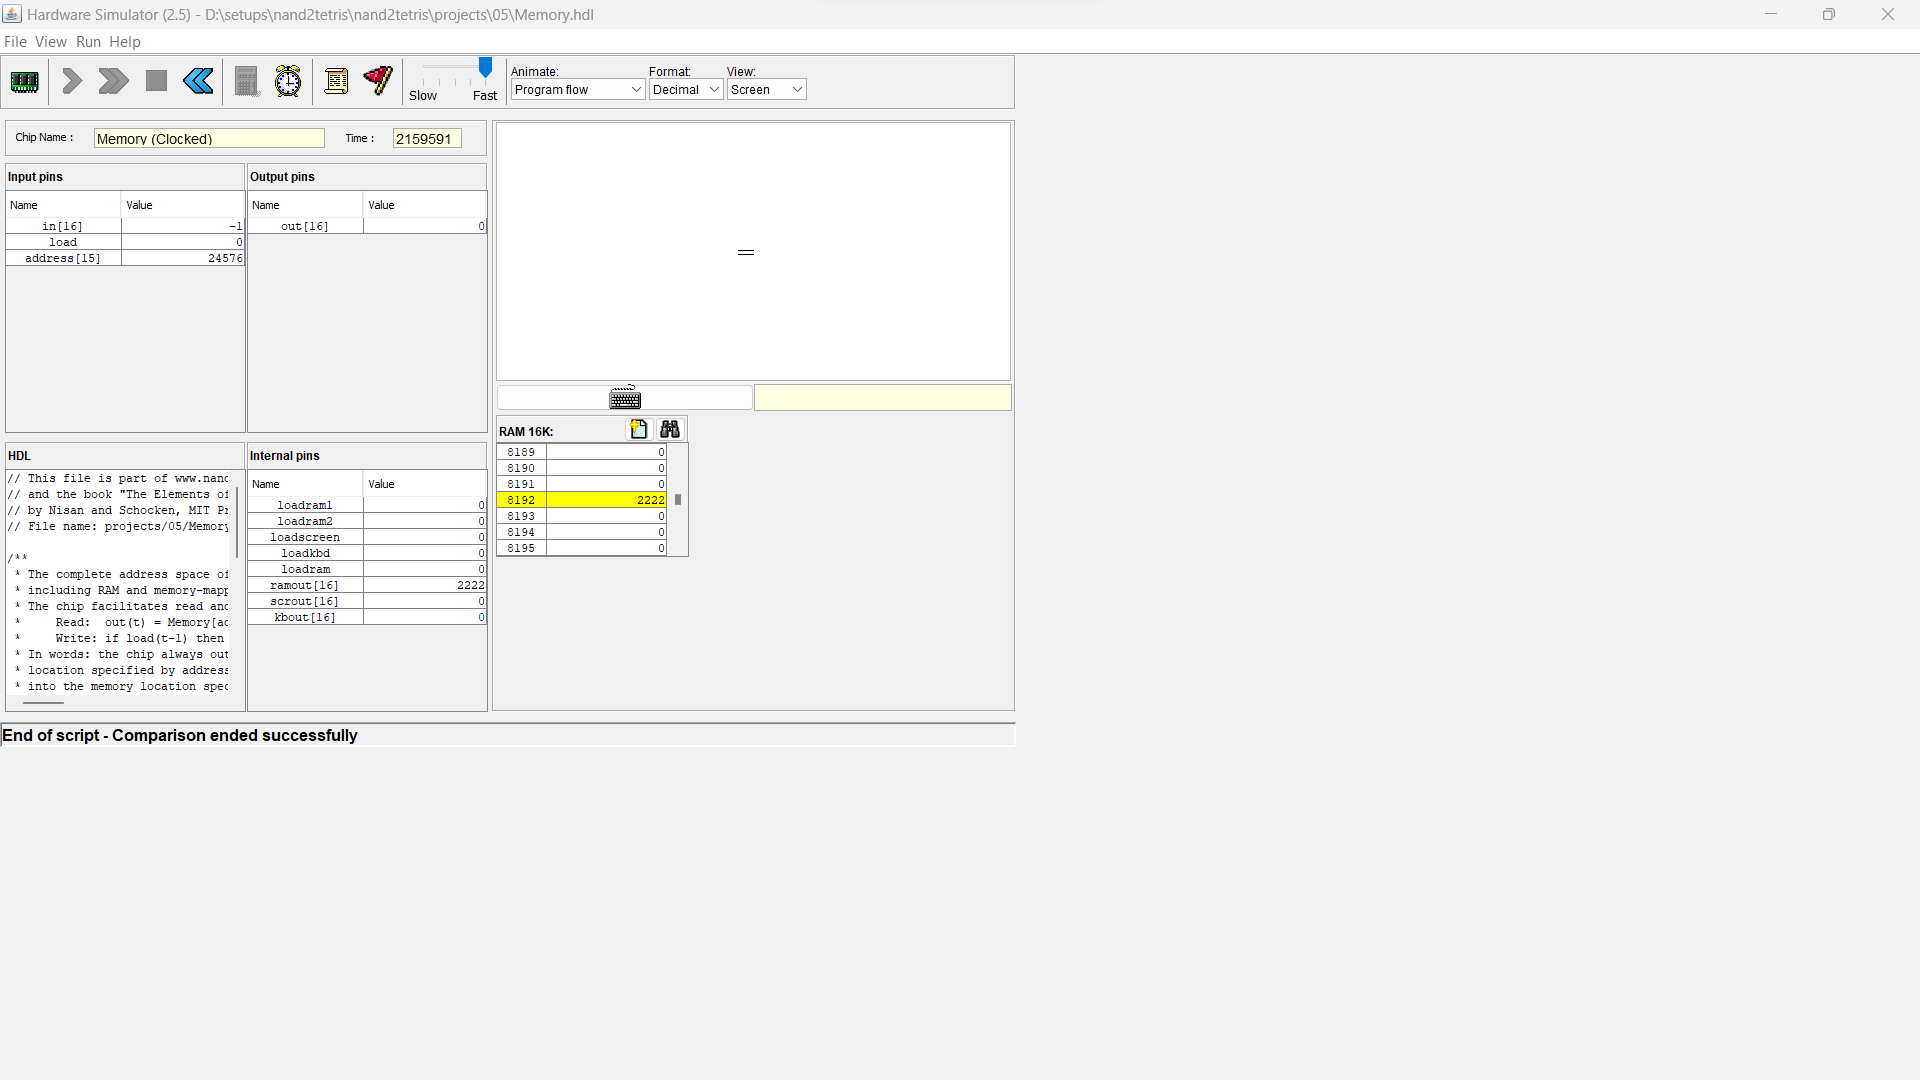 Hardware Simulator (2.5) - D:\setups\nand2tetris\nand2tetris\projects\05\Memory.hdl
File View Run Help
Slow Fast
Animate:
Program flow
Format:
Decimal
View:
Screen
Chip Name :
Memory (Clocked)
Time :
2159591
Input pins
Name Value
in[16] -1
load 0
address[15] 24576
Output pins
Name Value
out[16] 0
HDL
// This file is part of www.nand
// and the book "The Elements of
// by Nisan and Schocken, MIT Pr
// File name: projects/05/Memory
/**
* The complete address space of
* including RAM and memory-mapp
* The chip facilitates read and
* Read: out(t) = Memory[ad
* Write: if load(t-1) then
* In words: the chip always out
* location specified by address
* into the memory location spec
Internal pins
Name Value
loadram1 0
loadram2 0
loadscreen 0
loadkbd 0
loadram 0
ramout[16] 2222
scrout[16] 0
kbout[16] 0
RAM 16K:
8189 0
8190 0
8191 0
8192 2222
8193 0
8194 0
8195 0
End of script - Comparison ended successfully